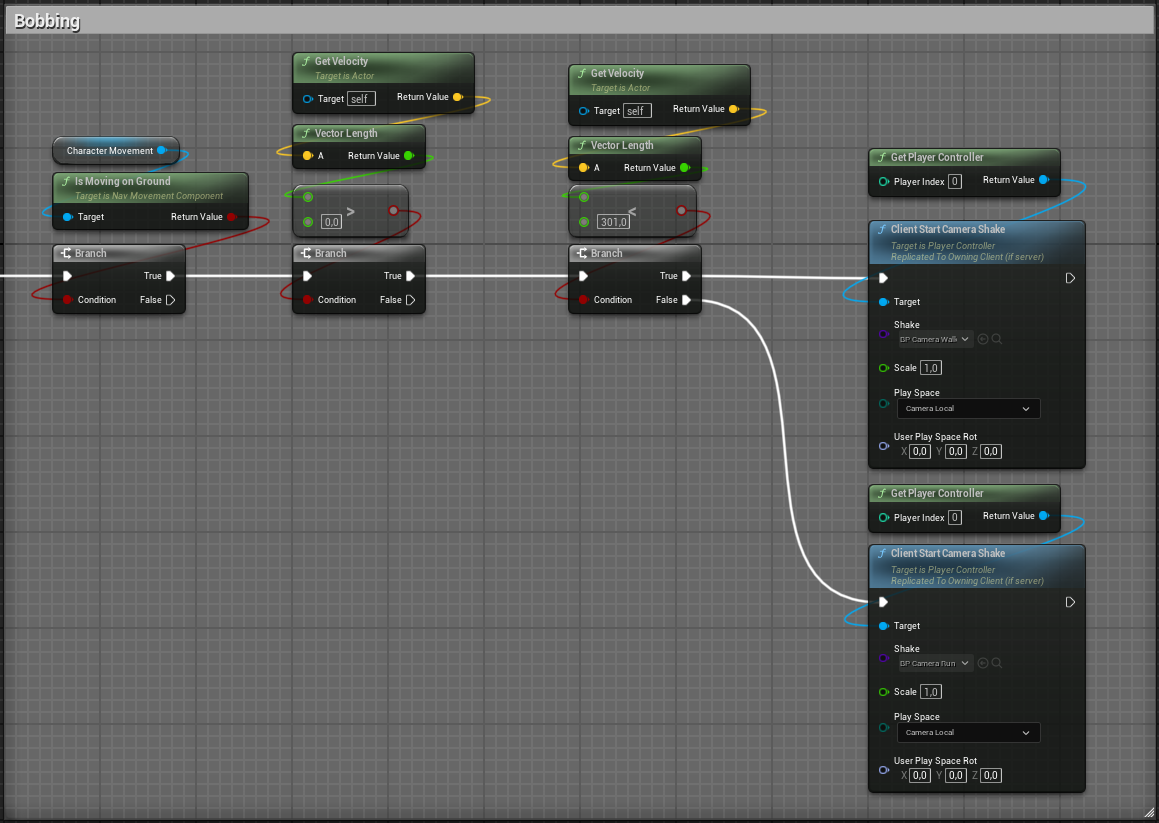 Bobbing
Character Movement
Is Moving on Ground
Target is Nav Movement Component
Target
Return Value
Branch
True
Condition
False
Get Velocity
Target is Actor
Target
self
Return Value
Vector Length
A
Return Value
>
0,0
Branch
True
Condition
False
Get Velocity
Target is Actor
Target
self
Return Value
Vector Length
A
Return Value
<
301,0
Branch
True
Condition
False
Get Player Controller
Player Index
0
Return Value
Client Start Camera Shake
Target is Player Controller
Replicated To Owning Client (if server)
Target
Shake
BP Camera Walk
Scale
1,0
Play Space
Camera Local
User Play Space Rot
X 0,0 Y 0,0 Z 0,0
Get Player Controller
Player Index
0
Return Value
Client Start Camera Shake
Target is Player Controller
Replicated To Owning Client (if server)
Target
Shake
BP Camera Run
Scale
1,0
Play Space
Camera Local
User Play Space Rot
X 0,0 Y 0,0 Z 0,0